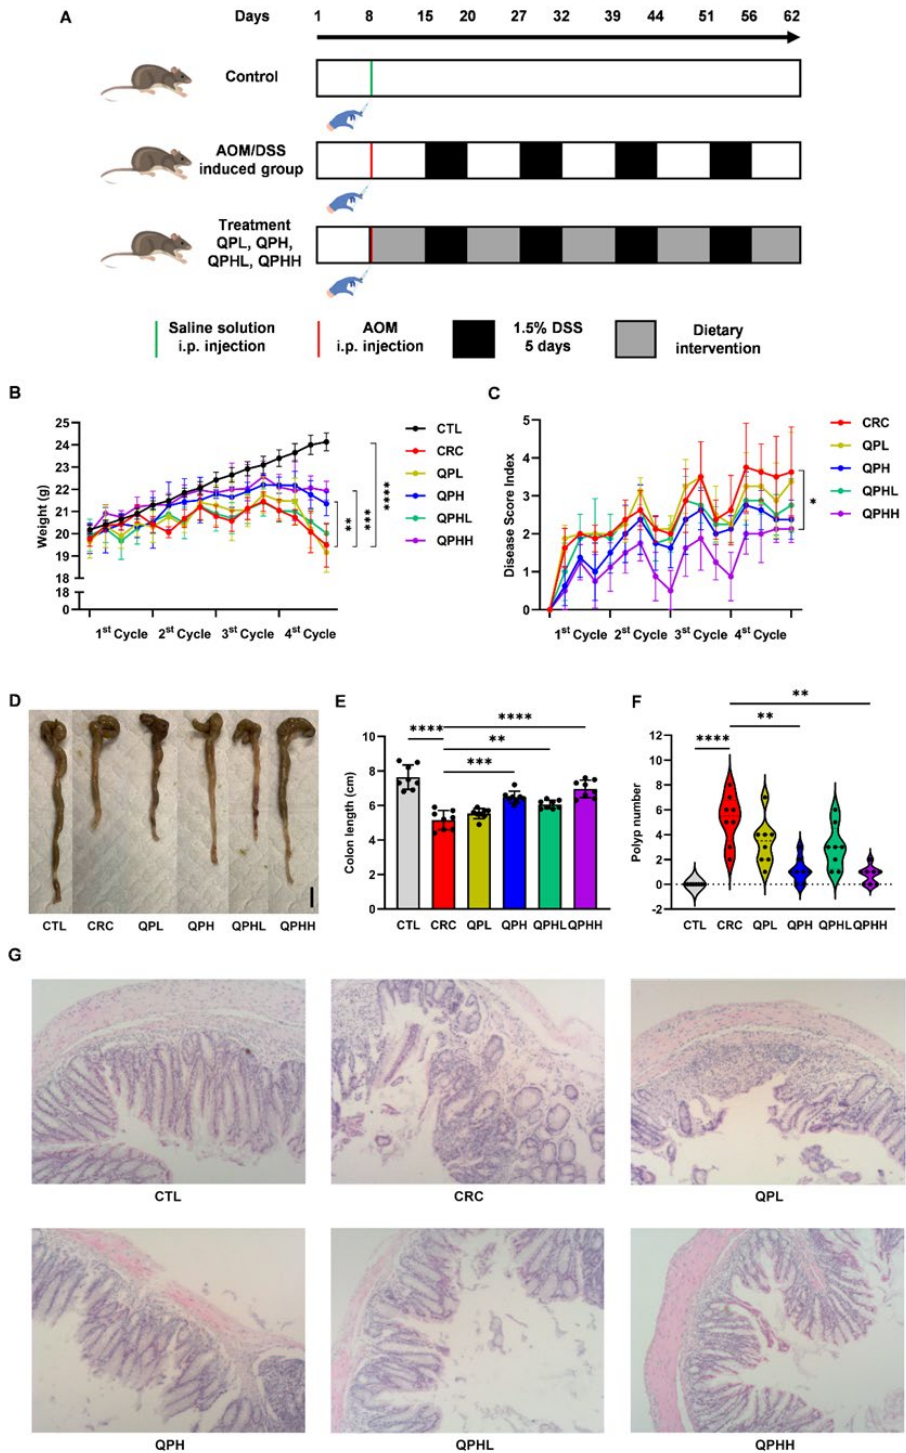 A
Days 1 8 15 20 27 32 39 44 51 56 62
Control
AOM/DSS
induced group
Treatment
QPL, QPH,
QPHL, QPHH
Saline solution
i.p. injection
AOM
i.p. injection
1.5% DSS
5 days
Dietary
intervention
B
Weight (g)
25
24
23
22
21
20
19
18
18
0
1st Cycle 2st Cycle 3st Cycle 4st Cycle
** *** ****
CTL
CRC
QPL
QPH
QPHL
QPHH
C
Disease Score Index
5
4
3
2
1
0
1st Cycle 2st Cycle 3st Cycle 4st Cycle
*
CRC
QPL
QPH
QPHL
QPHH
D
CTL CRC QPL QPH QPHL QPHH
E
Colon length (cm)
10
8
6
4
2
0
****
****
**
***
CTL CRC QPL QPH QPHL QPHH
F
Polyp number
12
10
8
6
4
2
0
-2
**
**
****
CTL CRC QPL QPH QPHL QPHH
G
CTL CRC QPL
QPH QPHL QPHH